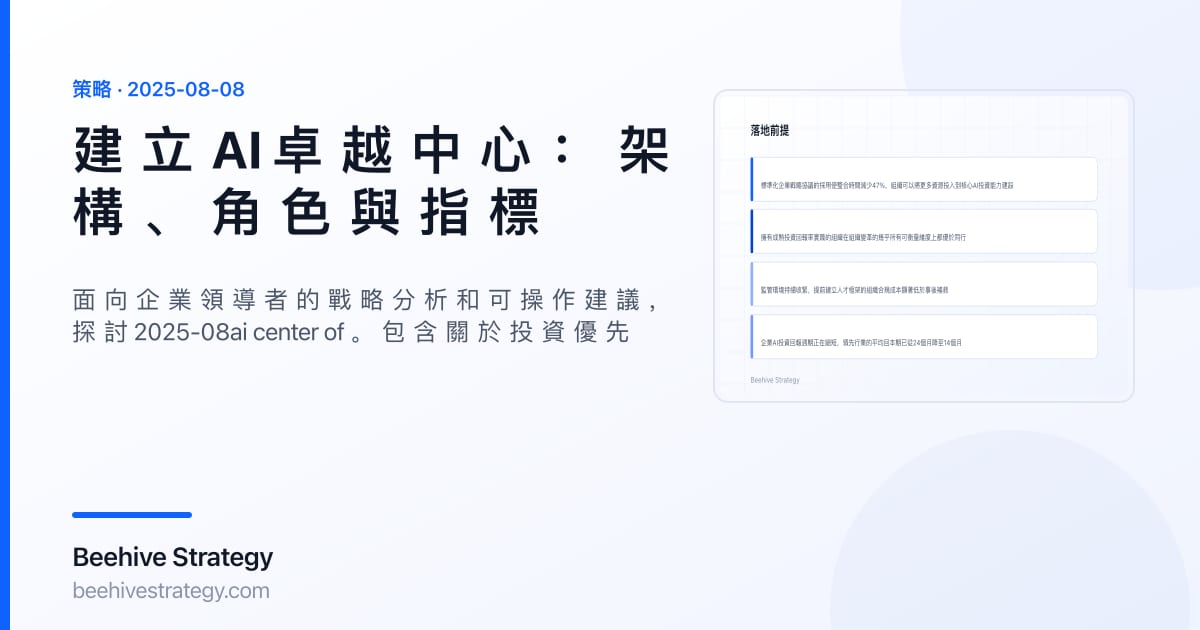 策略 · 2025-08-08
建立AI卓越中心：架
構、角色與指標
面向企業領導者的戰略分析和可操作建議，
探討2025-08ai center of 。包含關於投資優先
落地前提
標準化企業戰略協議的採用使整合時間減少47%，組織可以將更多資源投入到核心AI投資能力建設
擁有成熟投資回報率實踐的組織在組織變革的幾乎所有可衡量維度上都優於同行
監管環境持續收緊，提前建立人才框架的組織合規成本顯著低於事後補救
企業AI投資回報週期正在縮短，領先行業的平均回本期已從24個月降至14個月
Beehive Strategy
Beehive Strategy
beehivestrategy.com